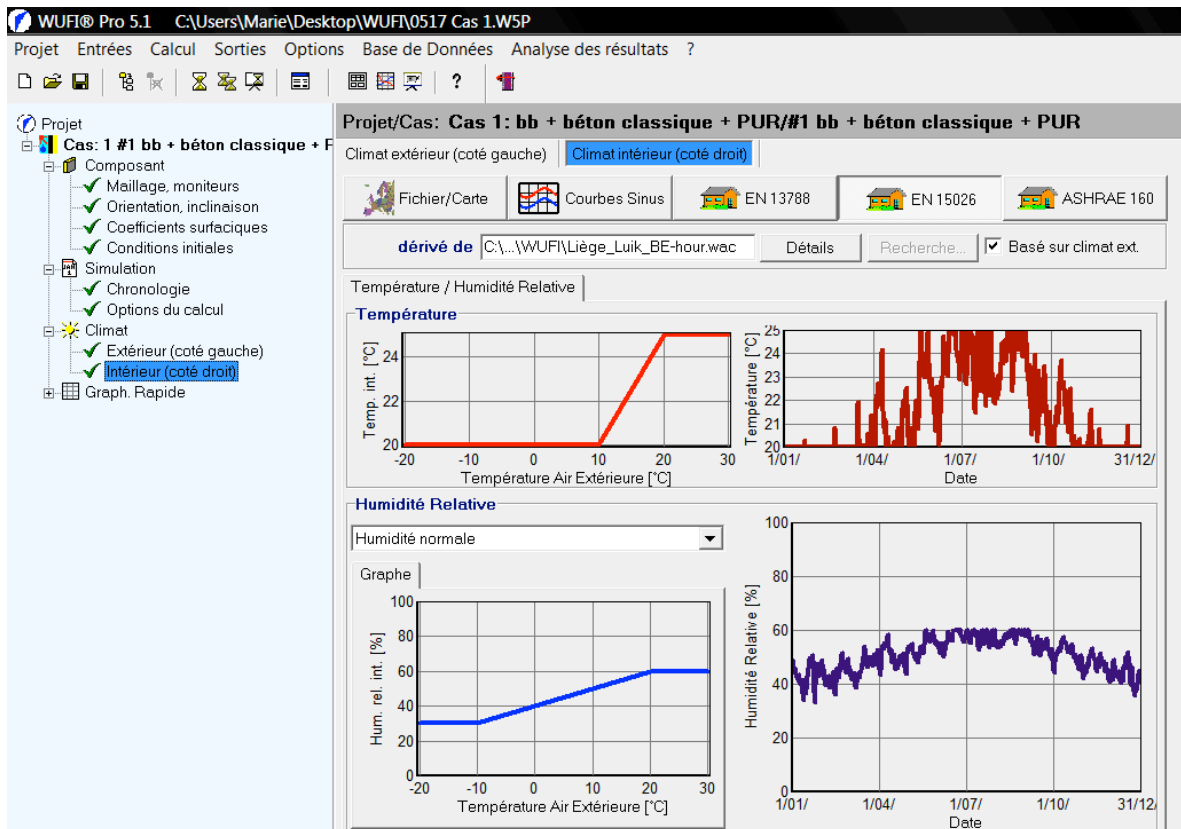 WUFI® Pro 5.1 C:\Users\Marie\Desktop\WUFI\0517 Cas 1.W5P
Projet Entrées Calcul Sorties Options Base de Données Analyse des résultats ?
Projet
Cas: 1 #1 bb + béton classique + P
Composant
Maillage, moniteurs
Orientation, inclinaison
Coefficients surfaciques
Conditions initiales
Simulation
Chronologie
Options du calcul
Climat
Extérieur (coté gauche)
Intérieur (coté droit)
Graph. Rapide
Projet/Cas: Cas 1: bb + béton classique + PUR/#1 bb + béton classique + PUR
Climat extérieur (coté gauche) Climat intérieur (coté droit)
Fichier/Carte Courbes Sinus EN 13788 EN 15026 ASHRAE 160
dérivé de C:\...\WUFI\Liège_Luik_BE-hour.wac Détails Recherche... Basé sur climat ext.
Température / Humidité Relative
Température
Temp. int. [°C]
24
22
20
-20 -10 0 10 20 30
Température Air Extérieure [°C]
Température [°C]
25
24
23
22
21
20
1/01/ 1/04/ 1/07/ 1/10/ 31/12/
Date
Humidité Relative
Humidité normale
Graphe
Hum. rel. int. [%]
100
80
60
40
20
0
-20 -10 0 10 20 30
Température Air Extérieure [°C]
Humidité Relative [%]
100
80
60
40
20
0
1/01/ 1/04/ 1/07/ 1/10/ 31/12/
Date